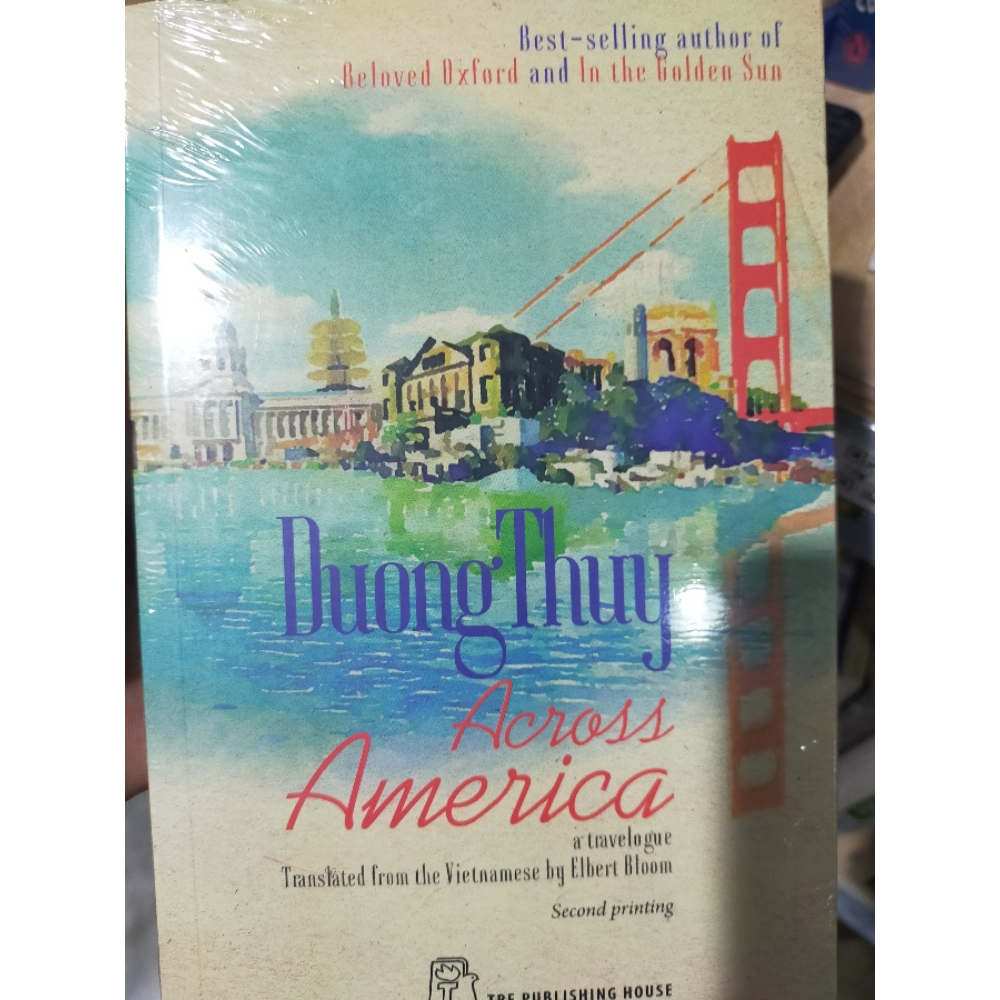 Best-selling author of
Beloved Oxford and In the Golden Sun
Duong Thuy
Across
America
a travelogue
Translated from the Vietnamese by Elbert Bloom
Second printing
T
TRE PUBLISHING HOUSE